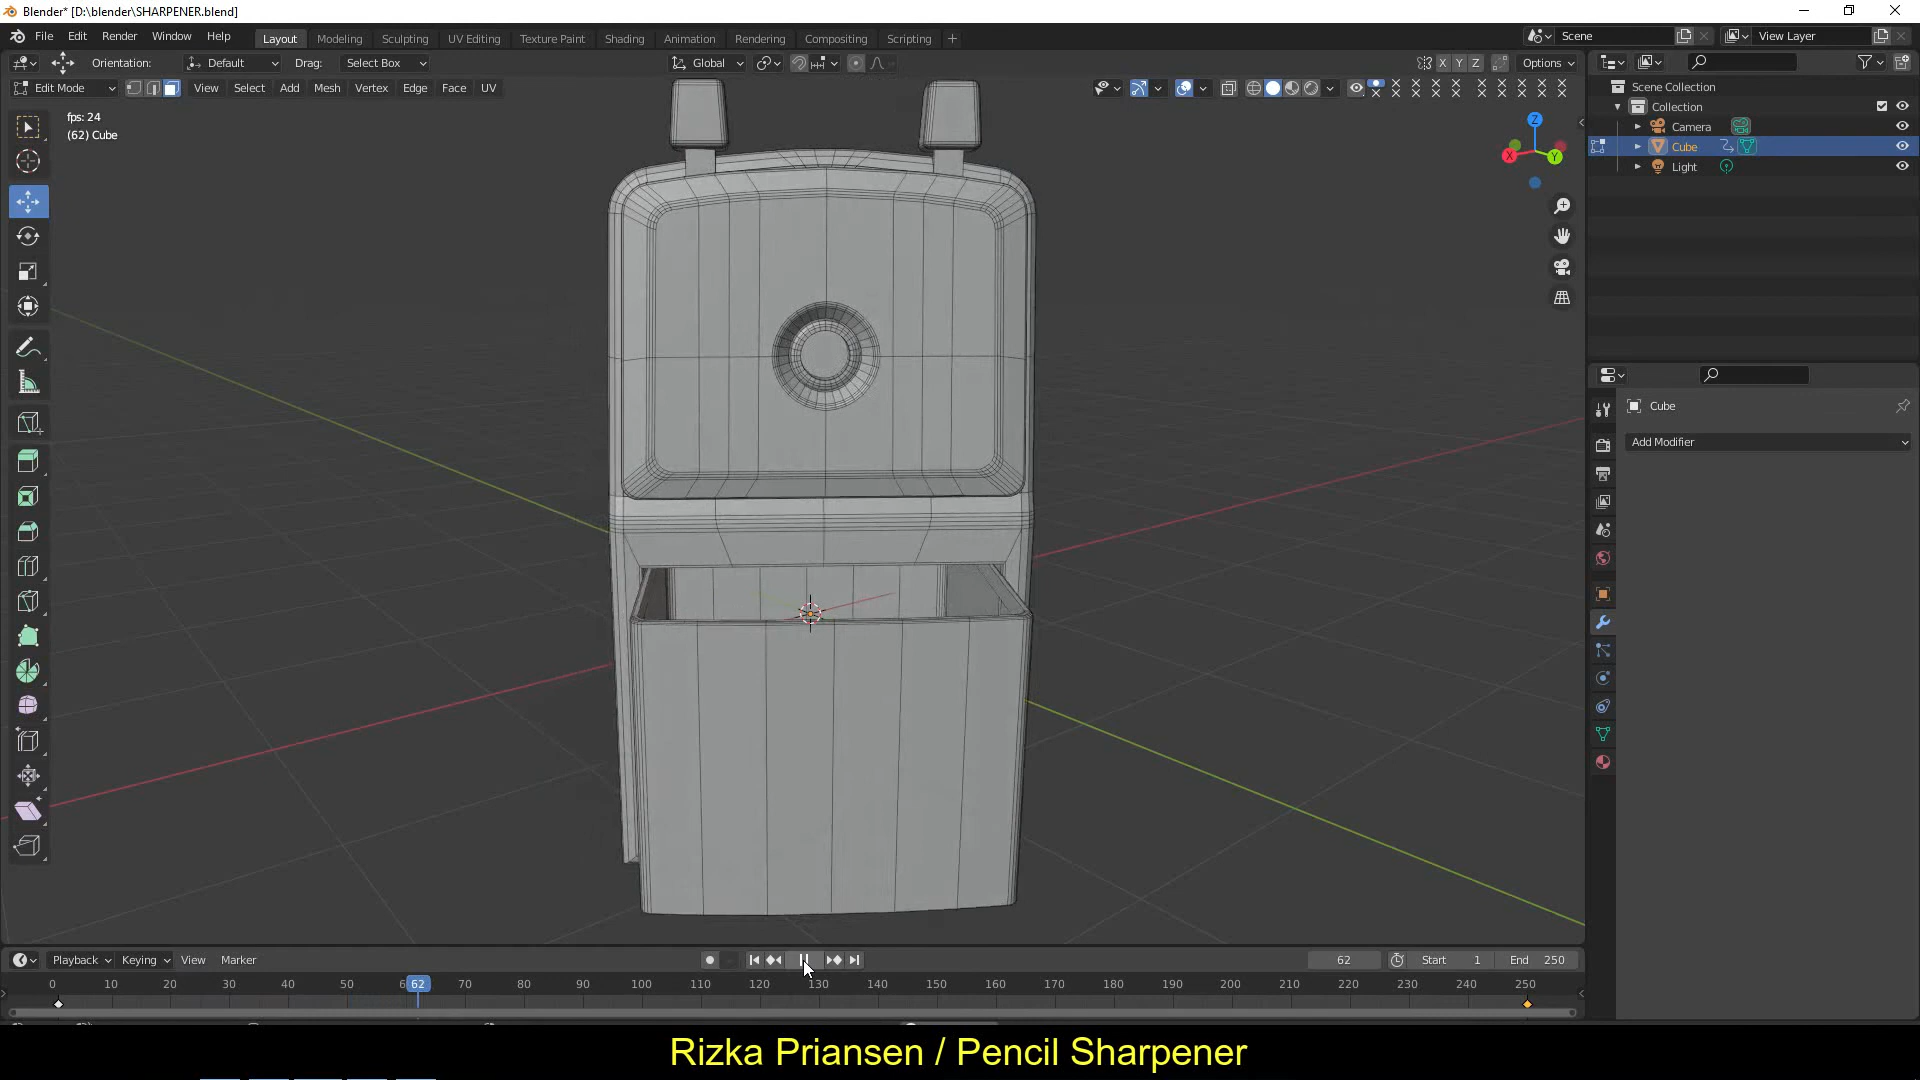 Blender* [D:\blender\SHARPENER.blend]
File Edit Render Window Help
Layout Modeling Sculpting UV Editing Texture Paint Shading Animation Rendering Compositing Scripting +
Scene
View Layer
Orientation: Default Drag: Select Box
Global
X Y Z Options
Edit Mode View Select Add Mesh Vertex Edge Face UV
fps: 24
(62) Cube
Z
X
Y
Scene Collection
Collection
Camera
Cube
Light
Cube
Add Modifier
Playback Keying View Marker
62 Start 1 End 250
0 10 20 30 40 50 62 70 80 90 100 110 120 130 140 150 160 170 180 190 200 210 220 230 240 250
Rizka Priansen / Pencil Sharpener